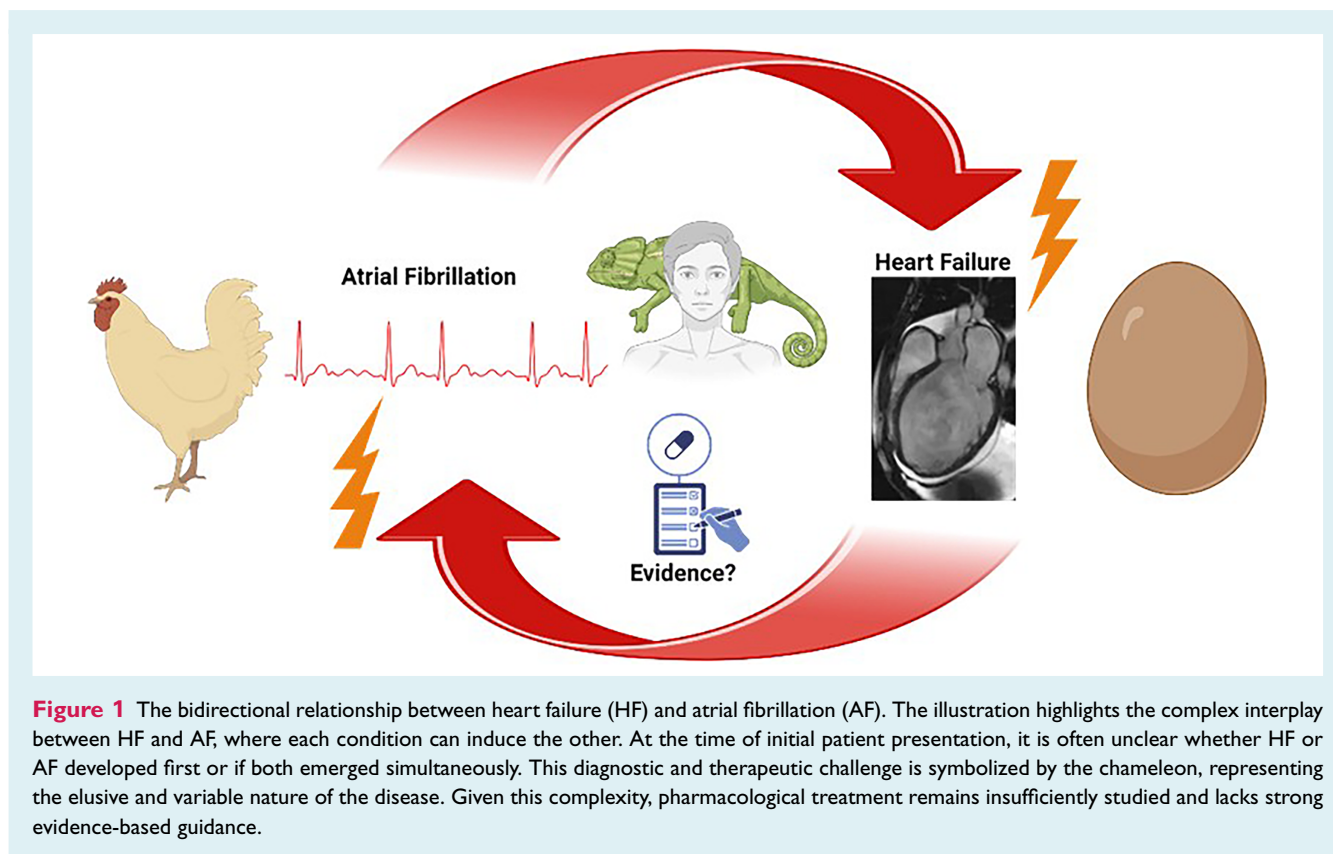 Atrial Fibrillation
Heart Failure
Evidence?
Figure 1 The bidirectional relationship between heart failure (HF) and atrial fibrillation (AF). The illustration highlights the complex interplay
between HF and AF, where each condition can induce the other. At the time of initial patient presentation, it is often unclear whether HF or
AF developed first or if both emerged simultaneously. This diagnostic and therapeutic challenge is symbolized by the chameleon, representing
the elusive and variable nature of the disease. Given this complexity, pharmacological treatment remains insufficiently studied and lacks strong
evidence-based guidance.